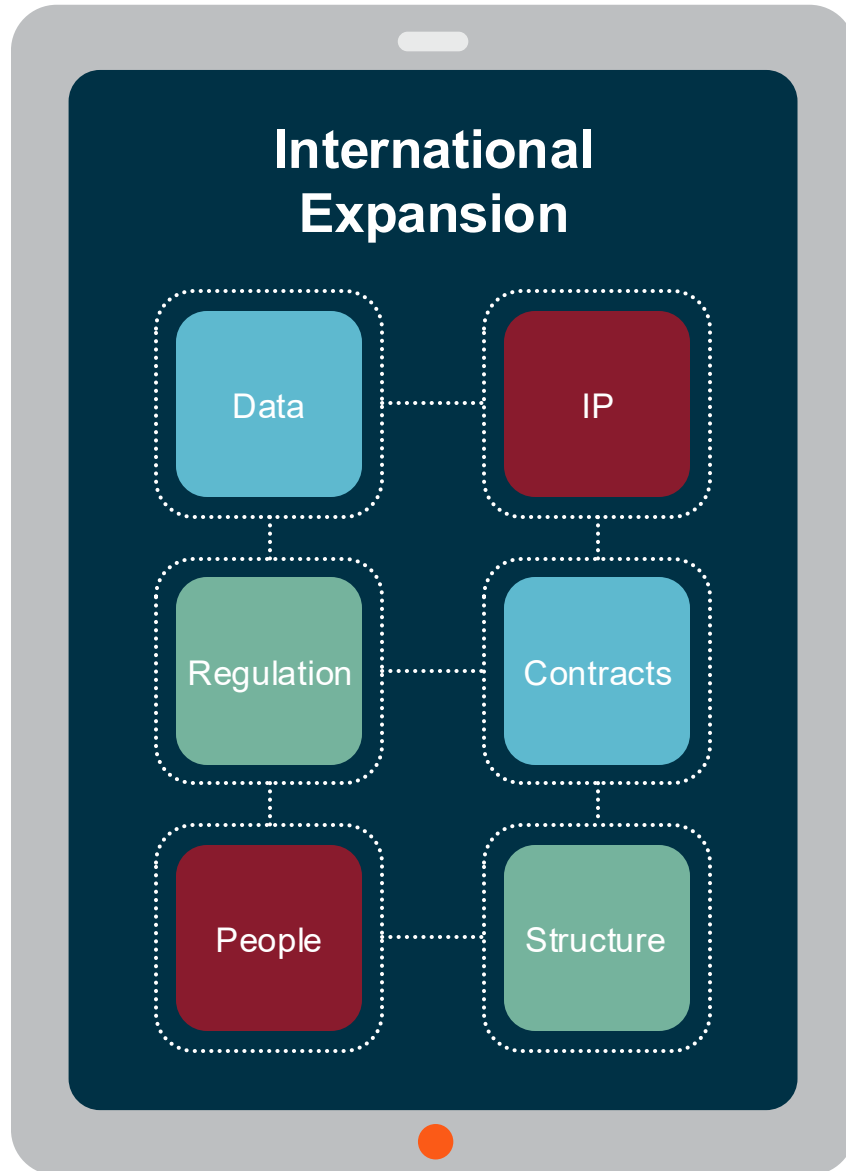 International
Expansion
Data
IP
Regulation
Contracts
People
Structure